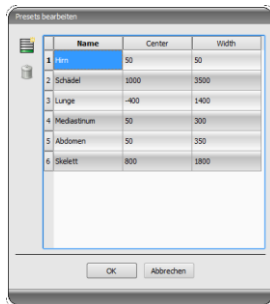 Presets bearbeiten
Name Center Width
1 Hirn 50 50
2 Schädel 1000 3500
3 Lunge -400 1400
4 Mediastinum 50 300
5 Abdomen 50 350
6 Skelett 800 1800
OK Abbrechen